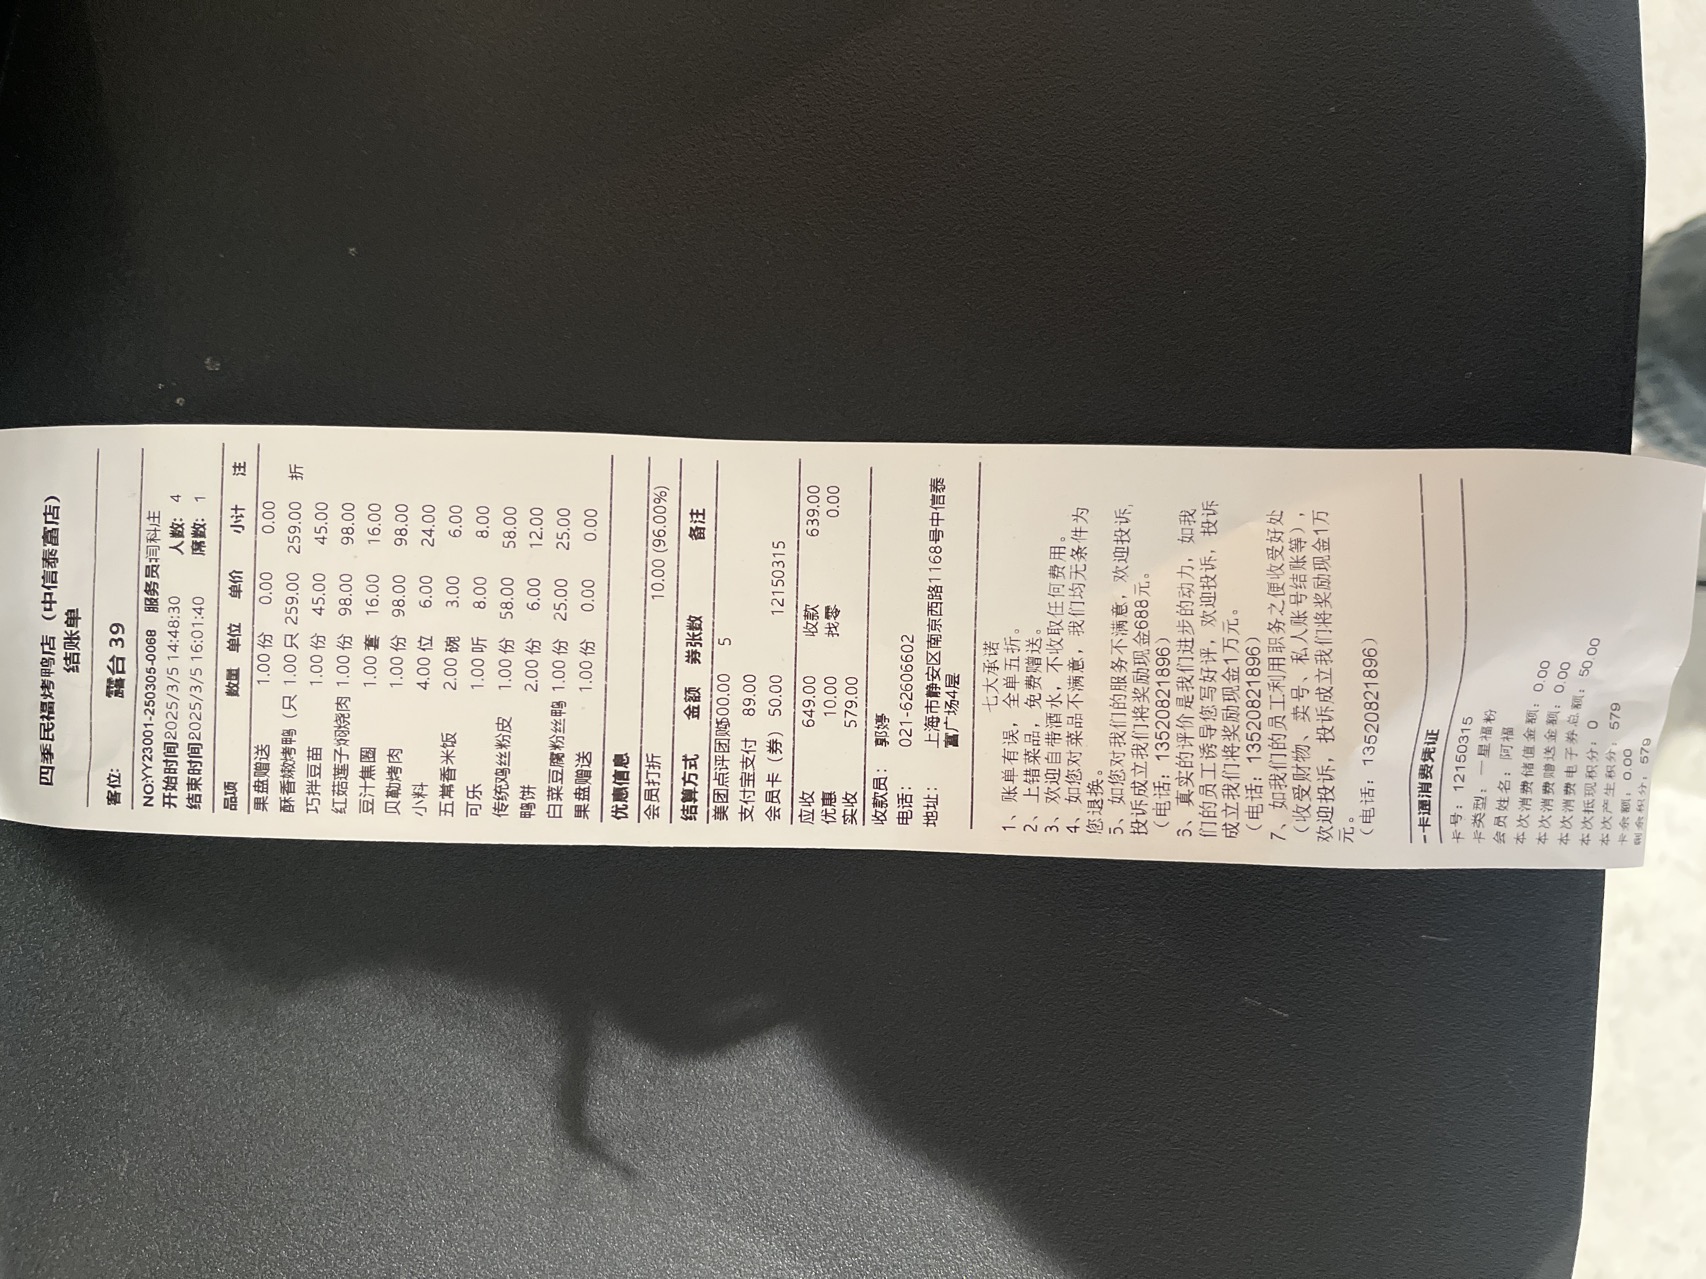 四季民福烤鸭店（中信泰富店）
结账单
客位： 露台 39
NO:YY23001-250305-0068 服务员:闫科庄
开始时间2025/3/5 14:48:30 人数: 4
结束时间2025/3/5 16:01:40 席数: 1
品项 数量 单位 单价 小计 注
果盘赠送 1.00 份 0.00 0.00
酥香嫩烤鸭（只 1.00 只 259.00 259.00 折
巧拌豆苗 1.00 份 45.00 45.00
红菇莲子焖烧肉 1.00 份 98.00 98.00
豆汁焦圈 1.00 套 16.00 16.00
贝勒烤肉 1.00 份 98.00 98.00
小料 4.00 位 6.00 24.00
五常香米饭 2.00 碗 3.00 6.00
可乐 1.00 听 8.00 8.00
传统鸡丝粉皮 1.00 份 58.00 58.00
鸭饼 2.00 份 6.00 12.00
白菜豆腐粉丝鸭 1.00 份 25.00 25.00
果盘赠送 1.00 份 0.00 0.00
优惠信息
会员打折 10.00 (96.00%)
结算方式 金额 券张数 备注
美团点评团购 00.00 5
支付宝支付 89.00
会员卡（券） 50.00 12150315
应收 649.00 收款 639.00
优惠 10.00 找零 0.00
实收 579.00
收款员： 郭婷
电话： 021-62606602
地址： 上海市静安区南京西路1168号中信泰
富广场4层
七大承诺
1、账单有误，全单五折。
2、上错菜品，免费赠送。
3、欢迎自带酒水，不收取任何费用。
4、如您对菜品不满意，我们均无条件为
您退换。
5、如您对我们的服务不满意，欢迎投诉，
投诉成立我们将奖励现金688元。
（电话：13520821896）
6、真实的评价是我们进步的动力，如我
们的员工诱导您写好评，欢迎投诉，投诉
成立我们将奖励现金1万元。
（电话：13520821896）
7、如我们的员工利用职务之便收受好处
（收受财物、卖号、私人账号结账等），
欢迎投诉，投诉成立我们将奖励现金1万
元。
（电话：13520821896）
一卡通消费凭证
卡号：12150315
卡类型：一星福粉
会员姓名：阿福
本次消费储值金额：0.00
本次消费赠送金额：0.00
本次消费电子券总额：50.00
本次抵现积分：0
本次产生积分：579
卡余额：0.00
剩余积分：579